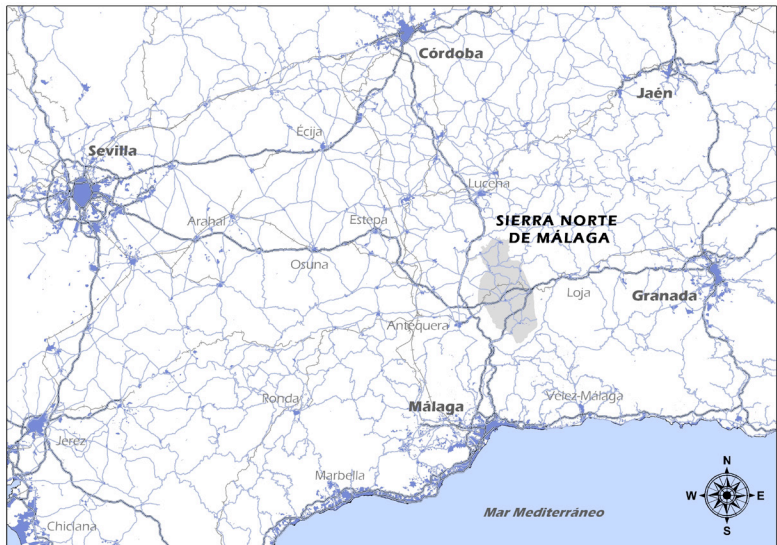 Córdoba
Jaén
Écija
Sevilla
Lucena
Arahal
Estepa
SIERRA NORTE
DE MÁLAGA
Osuna
Loja
Granada
Antequera
Ronda
Málaga
Vélez-Málaga
Jerez
Marbella
N
W
E
S
Mar Mediterráneo
Chiclana